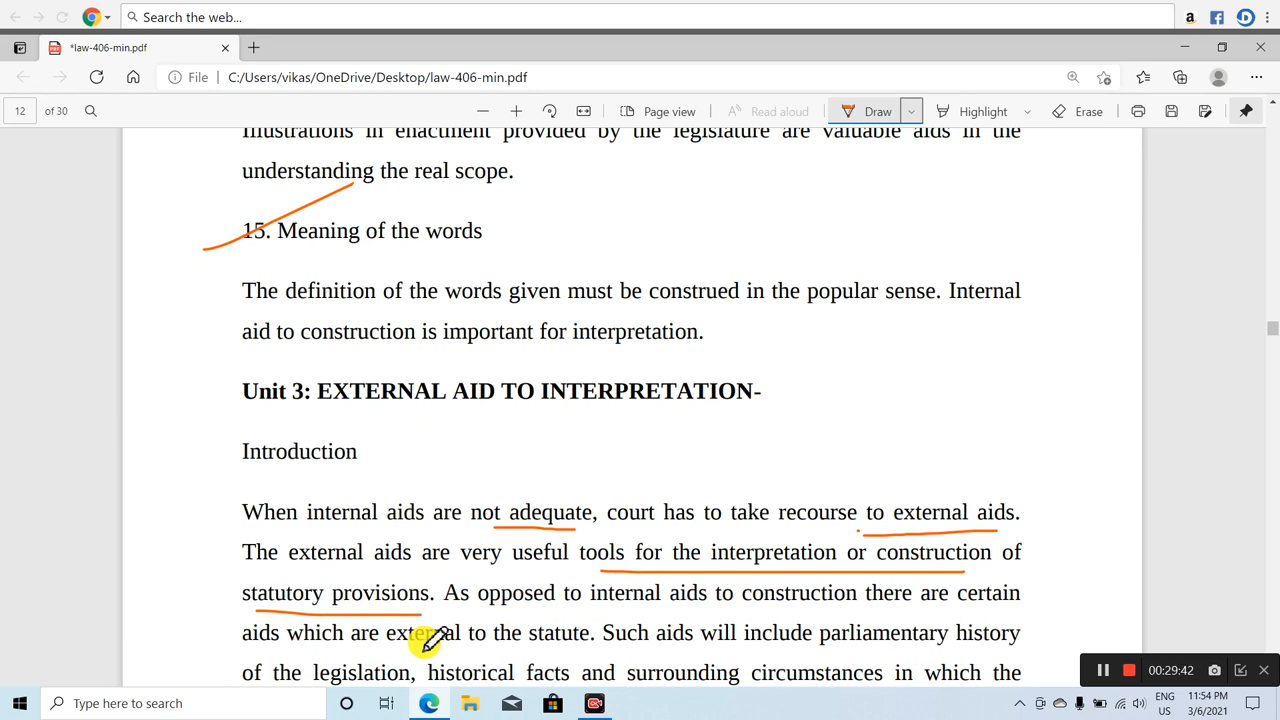 Search the web...
*law-406-min.pdf
File
C:/Users/vikas/OneDrive/Desktop/law-406-min.pdf
12 of 30
Page view
Read aloud
Draw
Highlight
Erase
Illustrations in enactment provided by the legislature are valuable aids in the
understanding the real scope.
15. Meaning of the words
The definition of the words given must be construed in the popular sense. Internal
aid to construction is important for interpretation.
Unit 3: EXTERNAL AID TO INTERPRETATION-
Introduction
When internal aids are not adequate, court has to take recourse to external aids.
The external aids are very useful tools for the interpretation or construction of
statutory provisions. As opposed to internal aids to construction there are certain
aids which are external to the statute. Such aids will include parliamentary history
of the legislation, historical facts and surrounding circumstances in which the
00:29:42
Type here to search
ENG
US
11:54 PM
3/6/2021